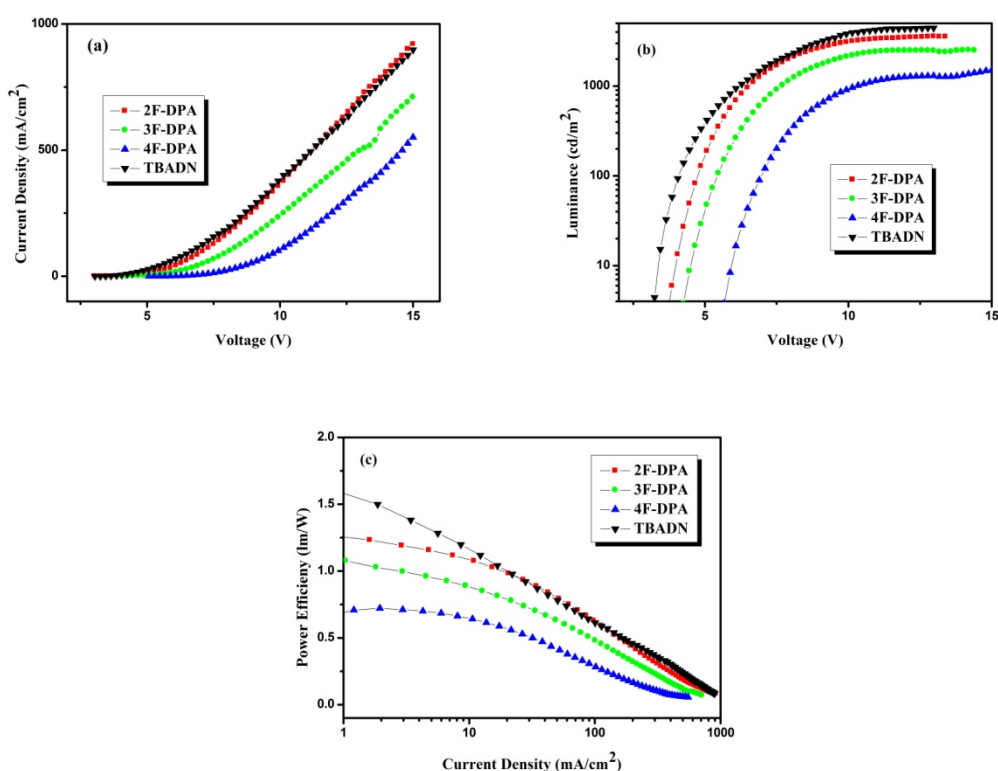 (a)
1000
500
0
5
10
15
Current Density (mA/cm²)
Voltage (V)
2F-DPA
3F-DPA
4F-DPA
TBADN
(b)
1000
100
10
5
10
15
Luminance (cd/m²)
Voltage (V)
2F-DPA
3F-DPA
4F-DPA
TBADN
(c)
2.0
1.5
1.0
0.5
0.0
1
10
100
1000
Power Efficieny (lm/W)
Current Density (mA/cm²)
2F-DPA
3F-DPA
4F-DPA
TBADN